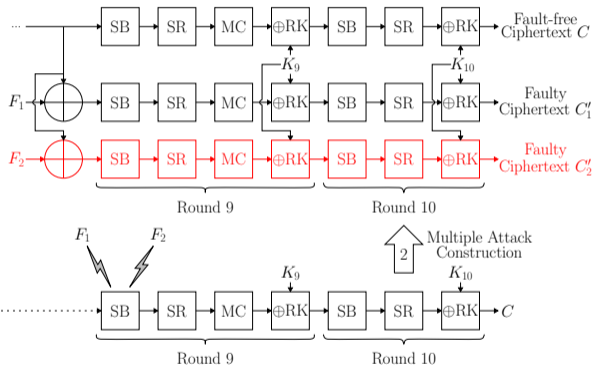 ... SB SR MC ⊕RK SB SR ⊕RK Fault-free
Ciphertext C
K₉ K₁₀
F₁ SB SR MC ⊕RK SB SR ⊕RK Faulty
Ciphertext C′₁
F₂ SB SR MC ⊕RK SB SR ⊕RK Faulty
Ciphertext C′₂
Round 9 Round 10
F₁ F₂ 2 Multiple Attack
Construction
K₉ K₁₀
SB SR MC ⊕RK SB SR ⊕RK C
Round 9 Round 10